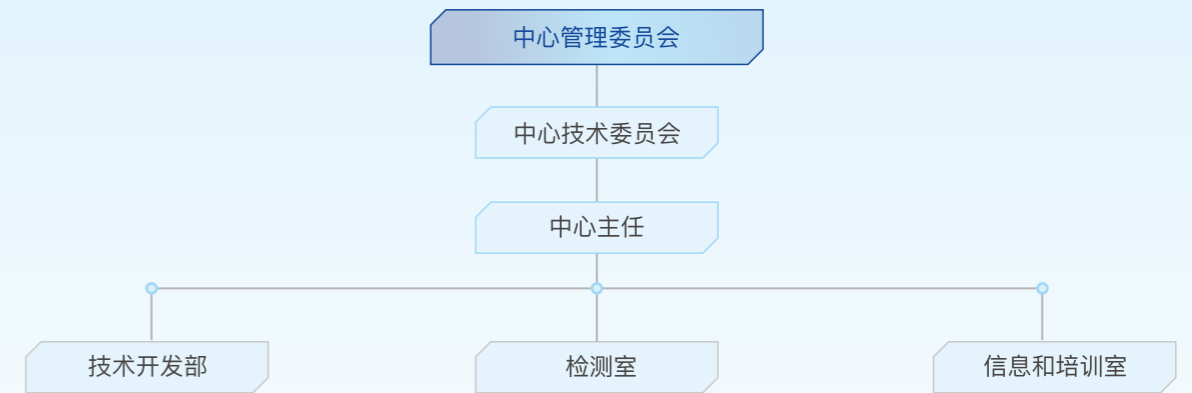 中心管理委员会
中心技术委员会
中心主任
技术开发部
检测室
信息和培训室